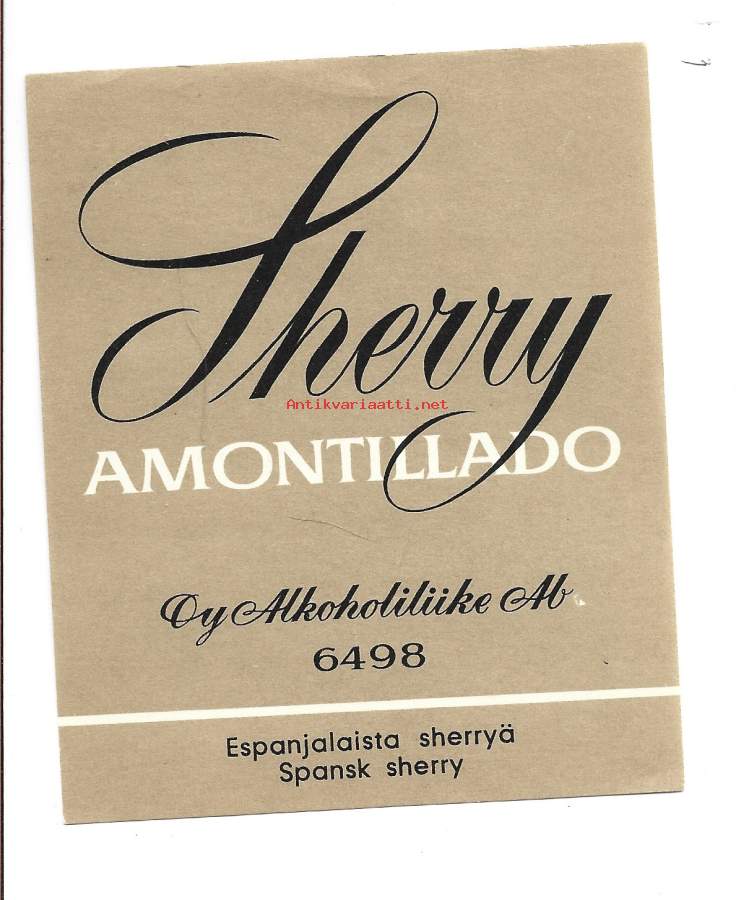 Sherry
Antikvariaatti.net
AMONTILLADO
Oy Alkoholiliike Ab
6498
Espanjalaista sherryä
Spansk sherry